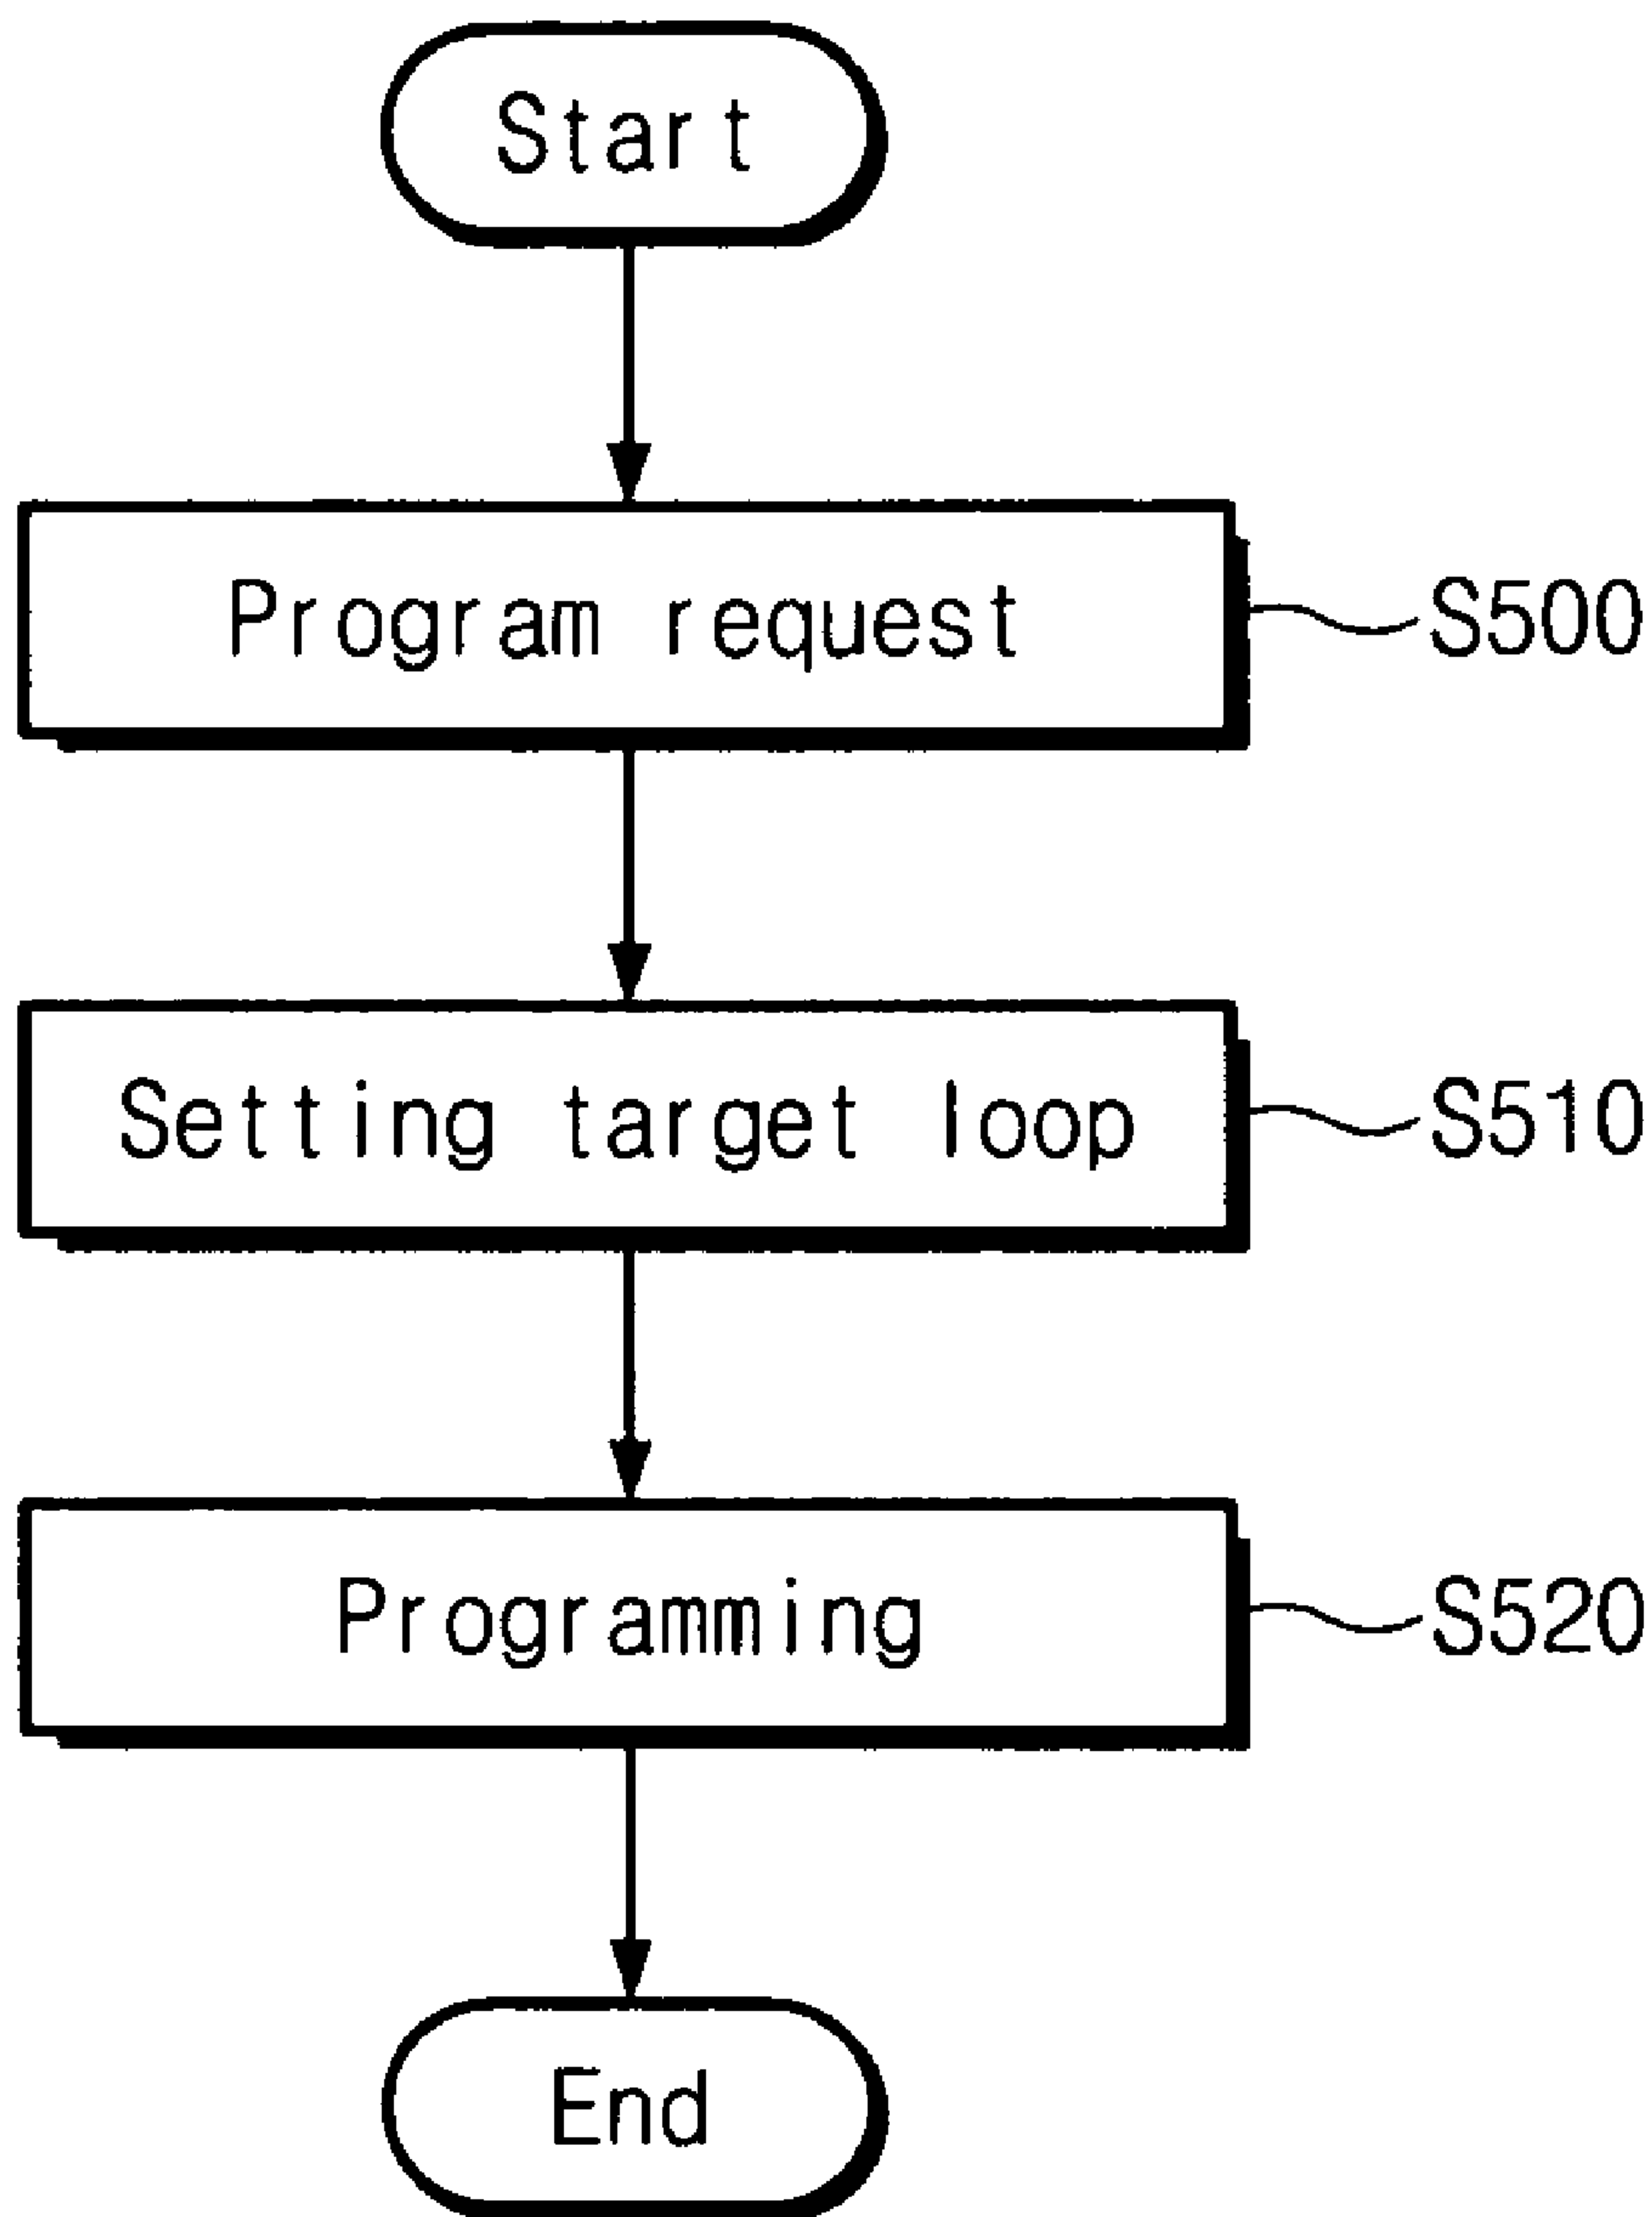 Start
Program request S500
Setting target loop S510
Programming S520
End